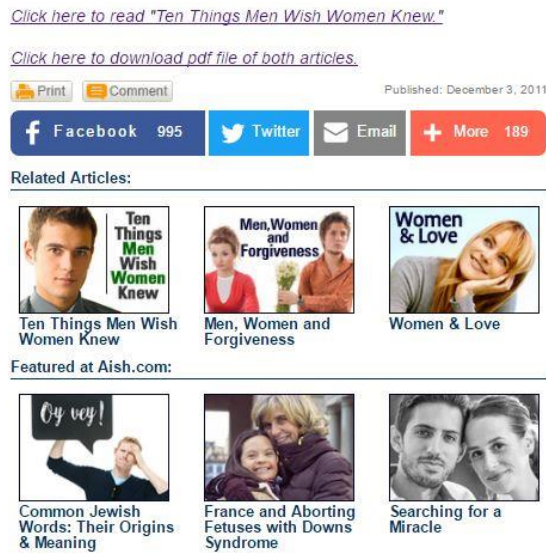 Click here to read "Ten Things Men Wish Women Knew."
Click here to download pdf file of both articles.
Print Comment Published: December 3, 2011
Facebook 995 Twitter Email More 189
Related Articles:
Ten
Things
Men
Wish
Women
Knew
Men,Women
and
Forgiveness
Women
& Love
Ten Things Men Wish
Women Knew
Men, Women and
Forgiveness
Women & Love
Featured at Aish.com:
Oy vey!
Common Jewish
Words: Their Origins
& Meaning
France and Aborting
Fetuses with Downs
Syndrome
Searching for a
Miracle